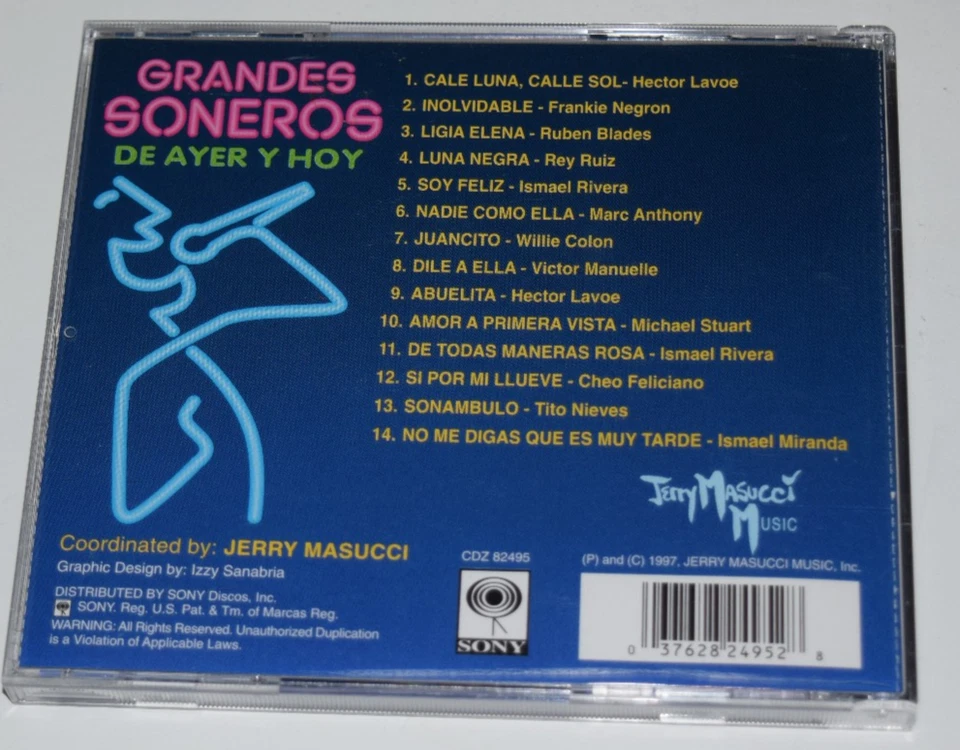 GRANDES
SONEROS
DE AYER Y HOY
1. CALE LUNA, CALLE SOL- Hector Lavoe
2. INOLVIDABLE - Frankie Negron
3. LIGIA ELENA - Ruben Blades
4. LUNA NEGRA - Rey Ruiz
5. SOY FELIZ - Ismael Rivera
6. NADIE COMO ELLA - Marc Anthony
7. JUANCITO - Willie Colon
8. DILE A ELLA - Victor Manuelle
9. ABUELITA - Hector Lavoe
10. AMOR A PRIMERA VISTA - Michael Stuart
11. DE TODAS MANERAS ROSA - Ismael Rivera
12. SI POR MI LLUEVE - Cheo Feliciano
13. SONAMBULO - Tito Nieves
14. NO ME DIGAS QUE ES MUY TARDE - Ismael Miranda
Jerry Masucci
Music
Coordinated by: JERRY MASUCCI
Graphic Design by: Izzy Sanabria
DISTRIBUTED BY SONY Discos, Inc.
SONY. Reg. U.S. Pat. & Tm. of Marcas Reg.
WARNING: All Rights Reserved. Unauthorized Duplication
is a Violation of Applicable Laws.
CDZ 82495
SONY
(P) and (C) 1997, JERRY MASUCCI MUSIC, Inc.
0 37628 24952 8